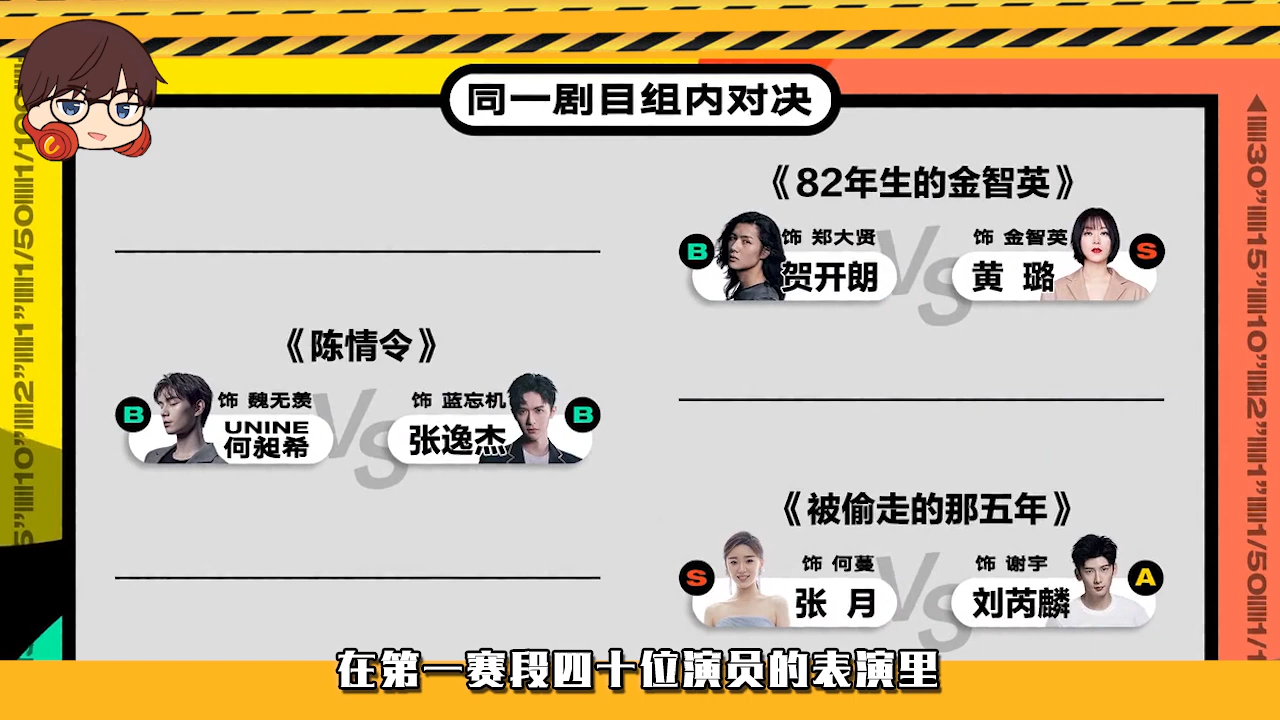 同一剧目组内对决
《82年生的金智英》
B 饰 郑大贤 贺开朗 VS 饰 金智英 黄璐 S
《陈情令》
B 饰 魏无羡 UNINE 何昶希 VS 饰 蓝忘机 张逸杰 B
《被偷走的那五年》
S 饰 何蔓 张月 VS 饰 谢宇 刘芮麟 A
在第一赛段四十位演员的表演里